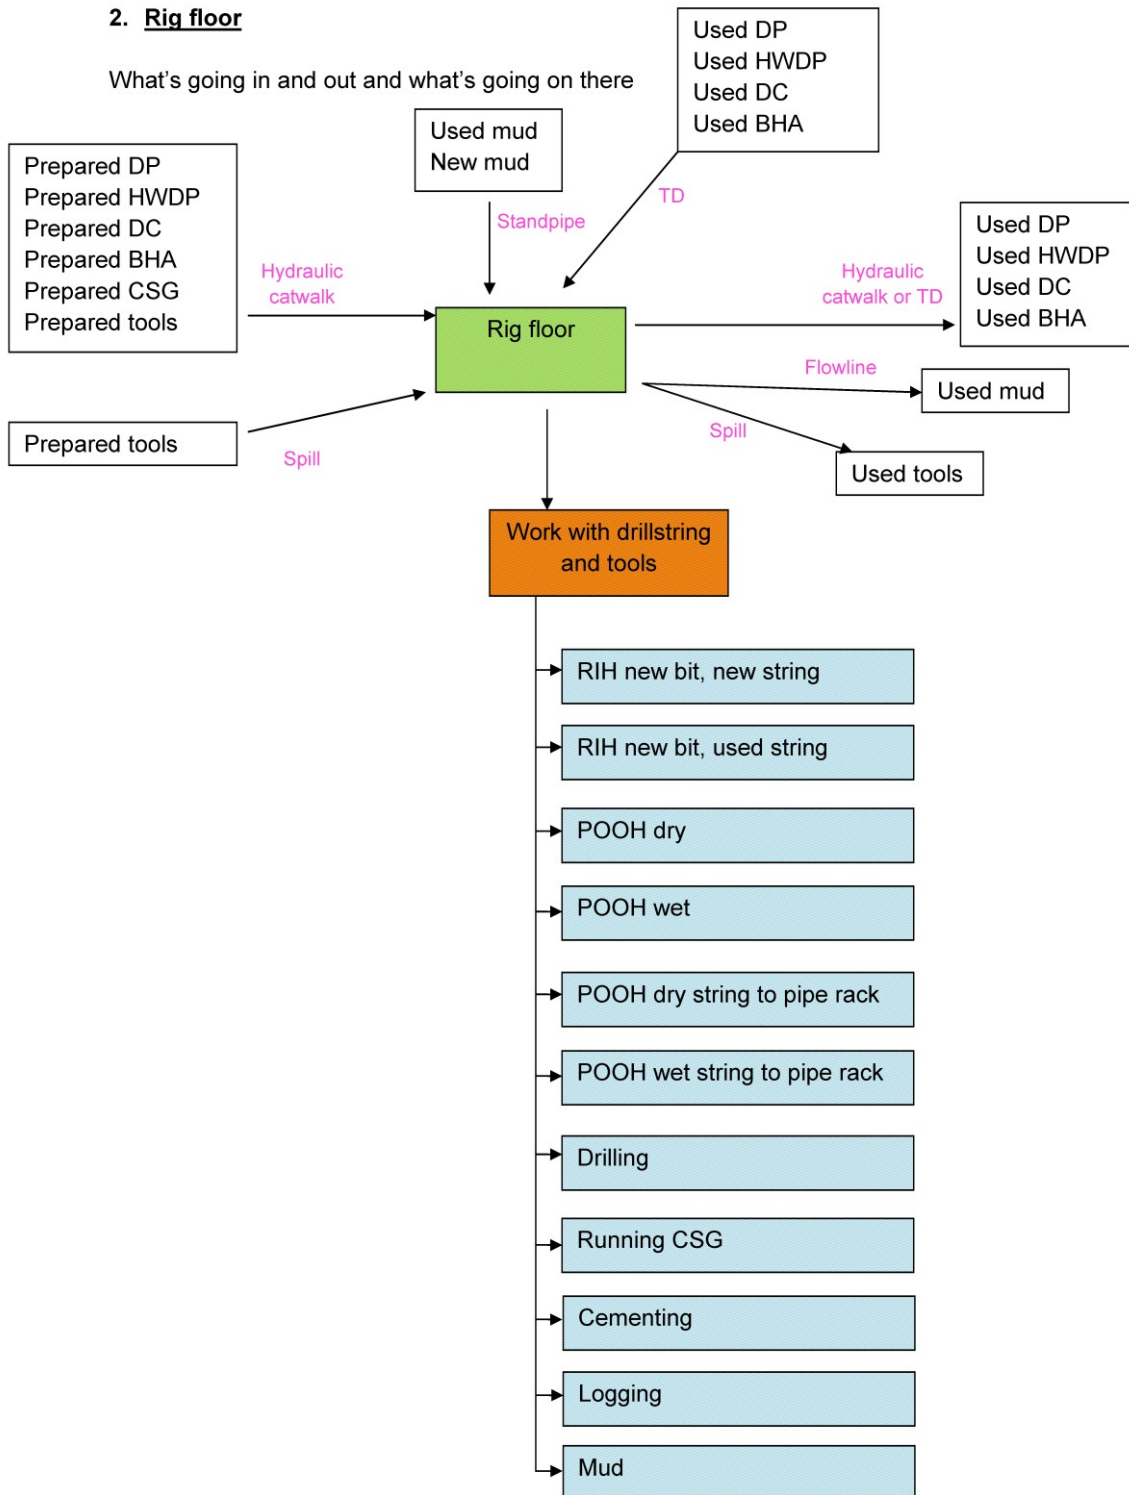 2. Rig floor
What's going in and out and what's going on there
Used DP
Used HWDP
Used DC
Used BHA
Used mud
New mud
Prepared DP
Prepared HWDP
Prepared DC
Prepared BHA
Prepared CSG
Prepared tools
TD
Standpipe
Hydraulic
catwalk
Rig floor
Hydraulic
catwalk or TD
Used DP
Used HWDP
Used DC
Used BHA
Flowline
Used mud
Prepared tools
Spill
Spill
Used tools
Work with drillstring
and tools
RIH new bit, new string
RIH new bit, used string
POOH dry
POOH wet
POOH dry string to pipe rack
POOH wet string to pipe rack
Drilling
Running CSG
Cementing
Logging
Mud